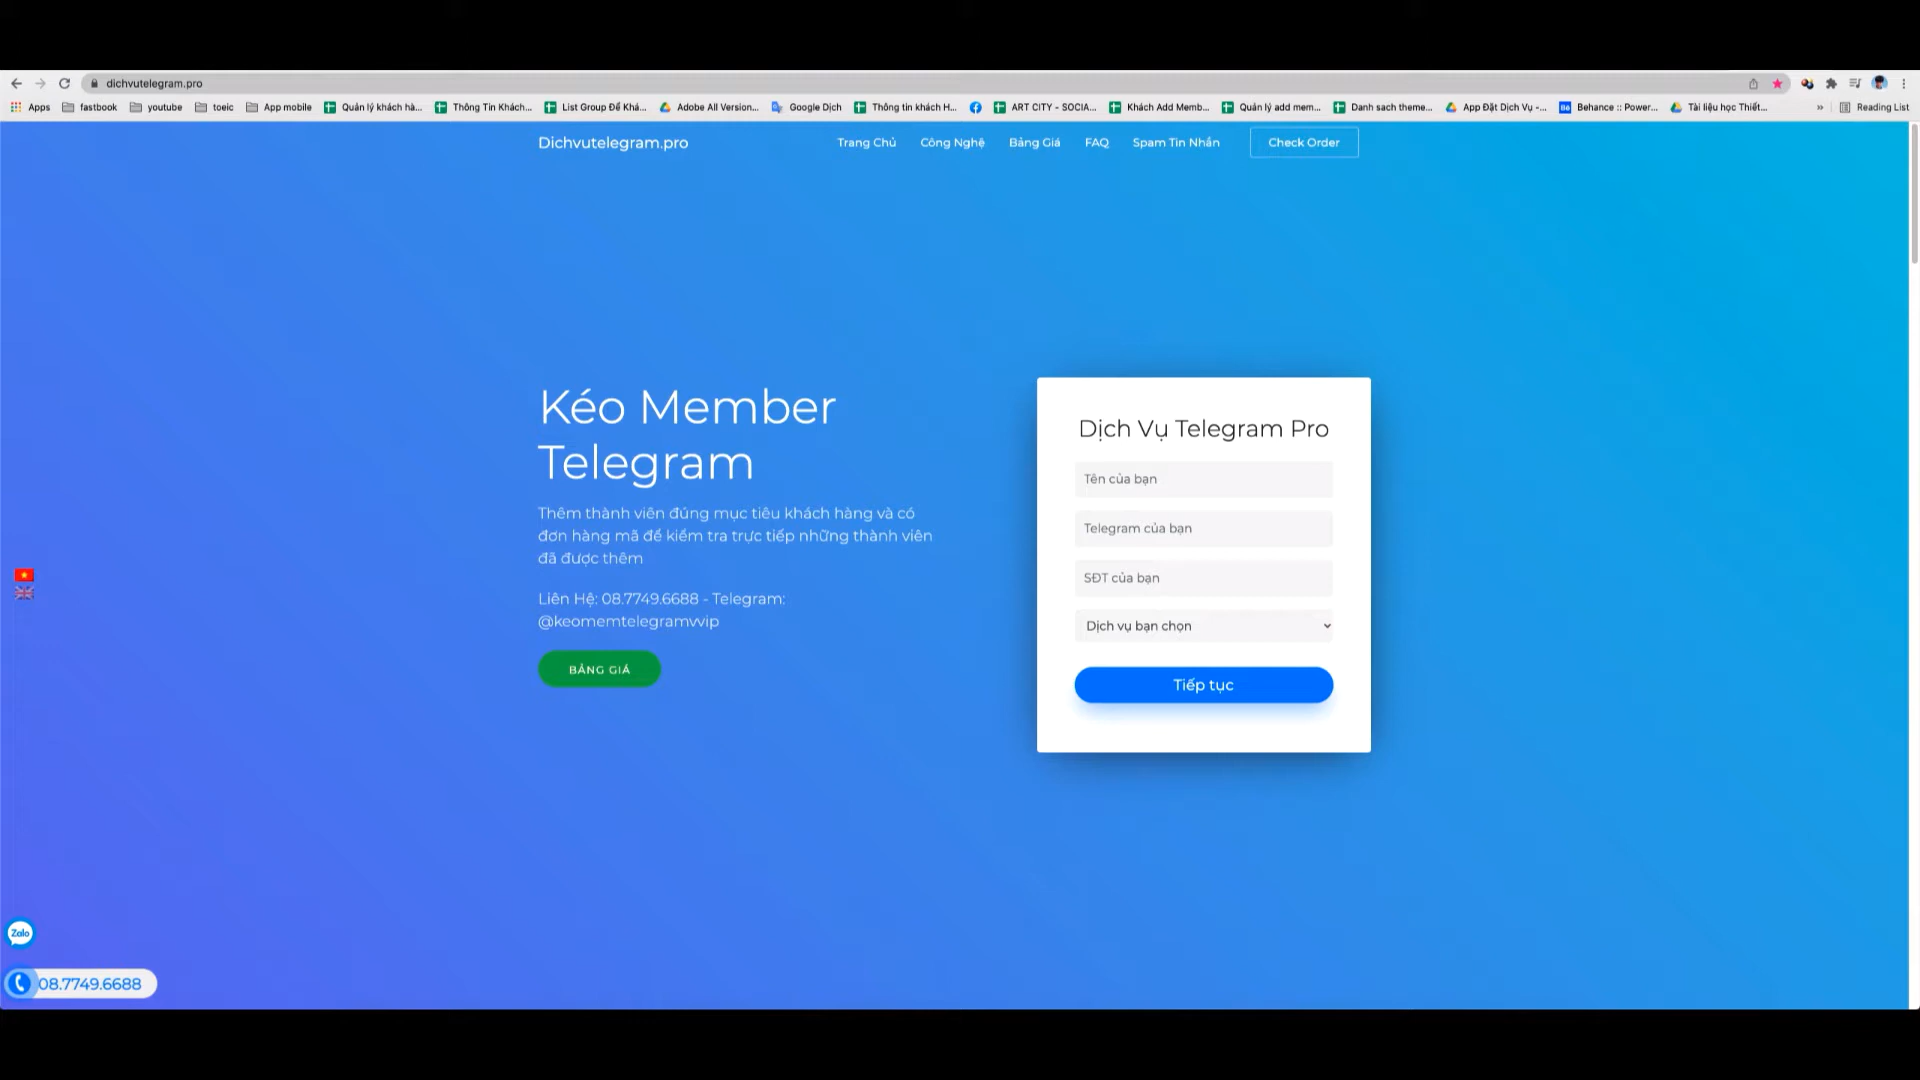 dichvutelegram.pro
Apps fastbook youtube toeic App mobile Quản lý khách hà... Thông Tin Khách... List Group Để Khá... Adobe All Version... Google Dịch Thông tin khách H... ART CITY - SOCIA... Khách Add Memb... Quản lý add mem... Danh sach theme... App Đặt Dịch Vụ -... Behance :: Power... Tài liệu học Thiết... » Reading List
Dichvutelegram.pro Trang Chủ Công Nghệ Bảng Giá FAQ Spam Tin Nhắn Check Order
Kéo Member
Telegram
Thêm thành viên đúng mục tiêu khách hàng và có
đơn hàng mã để kiểm tra trực tiếp những thành viên
đã được thêm
Liên Hệ: 08.7749.6688 - Telegram:
@keomemtelegramvvip
BẢNG GIÁ
Dịch Vụ Telegram Pro
Tên của bạn
Telegram của bạn
SĐT của bạn
Dịch vụ bạn chọn
Tiếp tục
Zalo
08.7749.6688